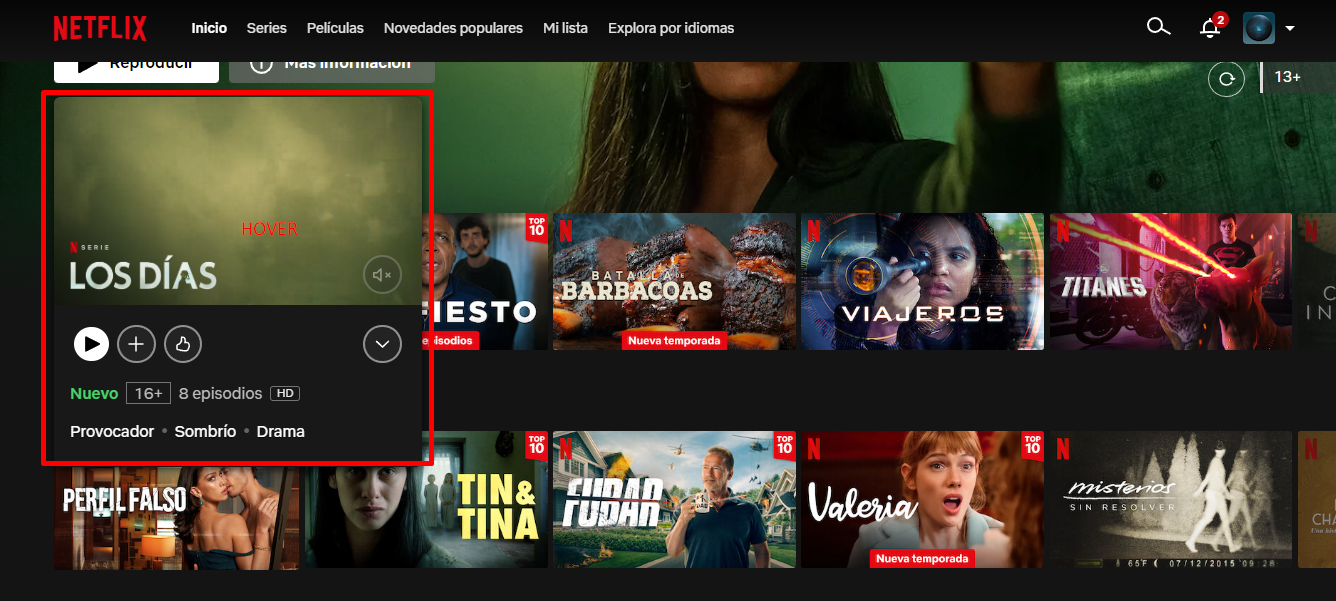 NETFLIX
Inicio Series Películas Novedades populares Mi lista Explora por idiomas
2
Reproducir
Más información
13+
HOVER
N SERIE
LOS DÍAS
Nuevo 16+ 8 episodios HD
Provocador • Sombrío • Drama
TOP 10
IESTO
episodios
BATALLA DE
BARBACOAS
Nueva temporada
VIAJEROS
TITANES
C
IN
PERFIL FALSO
TOP 10
TIN &
TINA
TOP 10
FUBAR
FUBAR
TOP 10
Valeria
Nueva temporada
misterios
SIN RESOLVER
65F 07/12/2015 09:28
CHA